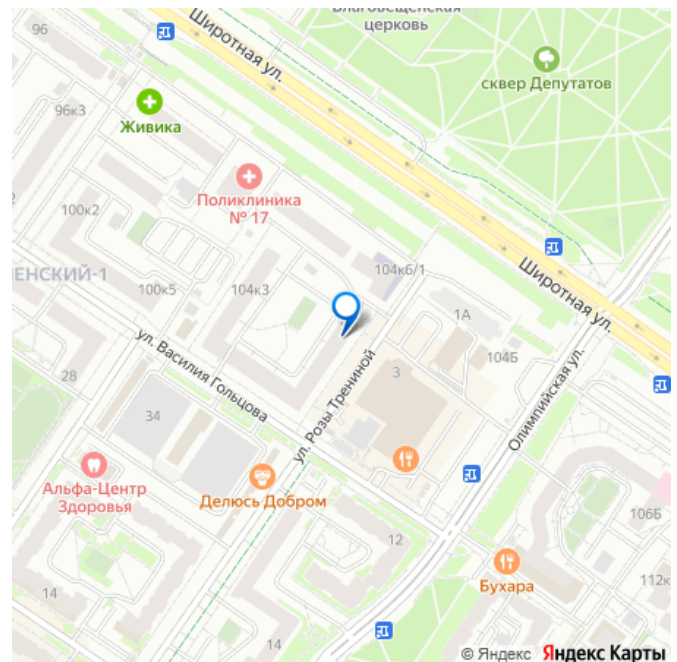 96
Широтная ул.
Благовещенская
церковь
сквер Депутатов
96к3
Живика
Поликлиника
№ 17
100к2
ЕНСКИЙ-1
100к5
104к3
104к6/1
1А
104Б
Широтная ул.
ул. Василия Гольцова
ул. Розы Трениной
3
Олимпийская ул.
28
34
Альфа-Центр
Здоровья
Делюсь Добром
12
106Б
Бухара
112к
14
14
© Яндекс Яндекс Карты